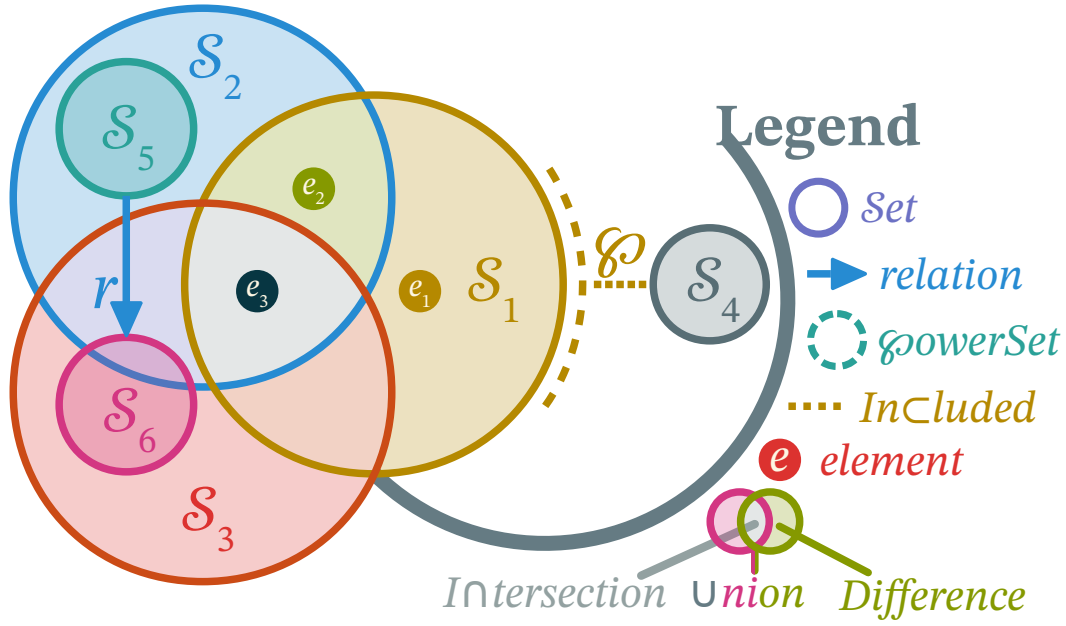 𝒮₂
𝒮₅
e₂
r
e₃
e₁
𝒮₁
℘
𝒮₄
𝒮₆
𝒮₃
Legend
𝒮et
relation
℘owerSet
In⊂luded
e element
I∩tersection ∪nion Difference